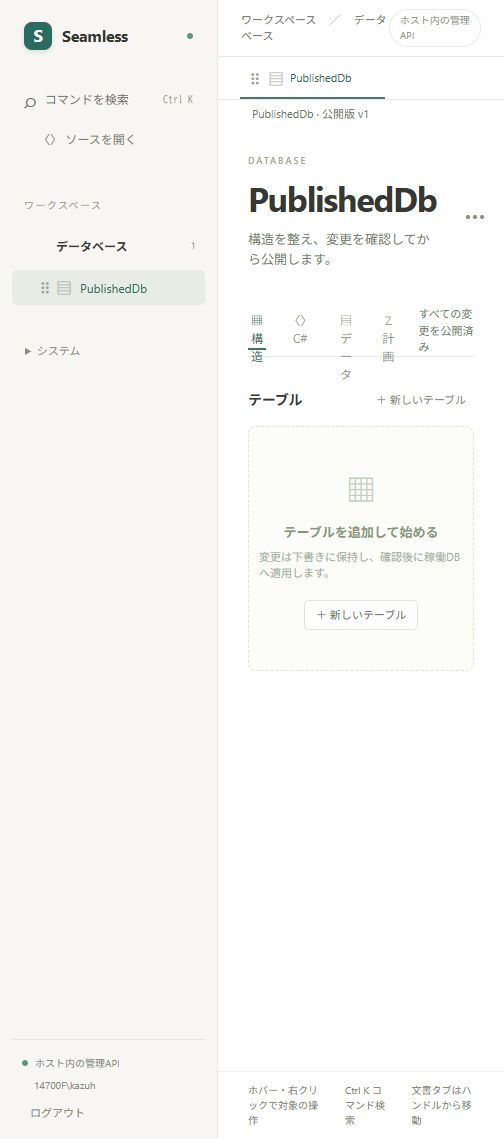 S Seamless
コマンドを検索 Ctrl K
ソースを開く
ワークスペース
データベース 1
PublishedDb
システム
ホスト内の管理API
14700F\kazuh
ログアウト
ワークスペース ／ データ
ベース
ホスト内の管理
API
PublishedDb
PublishedDb · 公開版 v1
DATABASE
PublishedDb
構造を整え、変更を確認してか
ら公開します。
構
造
C#
デ
ー
タ
計
画
すべての変
更を公開済
み
テーブル
＋ 新しいテーブル
テーブルを追加して始める
変更は下書きに保持し、確認後に稼働DB
へ適用します。
＋ 新しいテーブル
ホバー・右クリ
ックで対象の操
作
Ctrl K コ
マンド検
索
文書タブはハ
ンドルから移
動